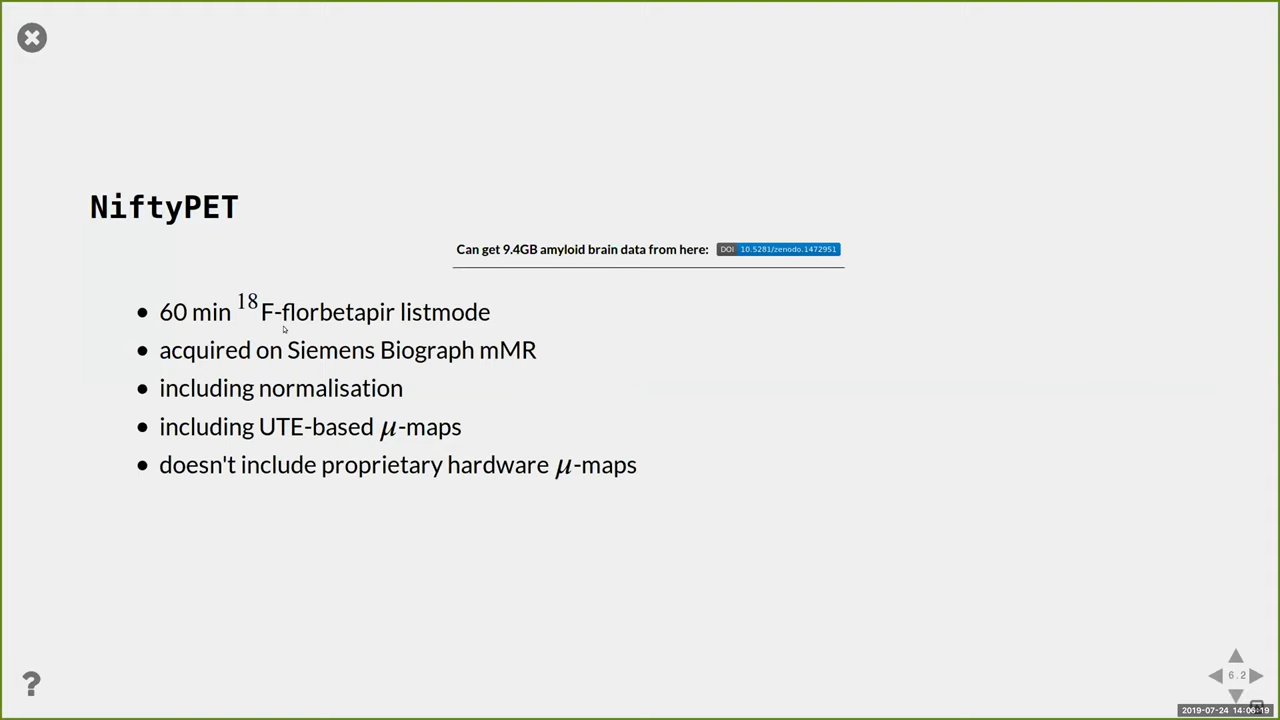 NiftyPET
Can get 9.4GB amyloid brain data from here: DOI 10.5281/zenodo.1472951
• 60 min ¹⁸F-florbetapir listmode
• acquired on Siemens Biograph mMR
• including normalisation
• including UTE-based μ-maps
• doesn't include proprietary hardware μ-maps
?
6.2
2019-07-24 14:06:19